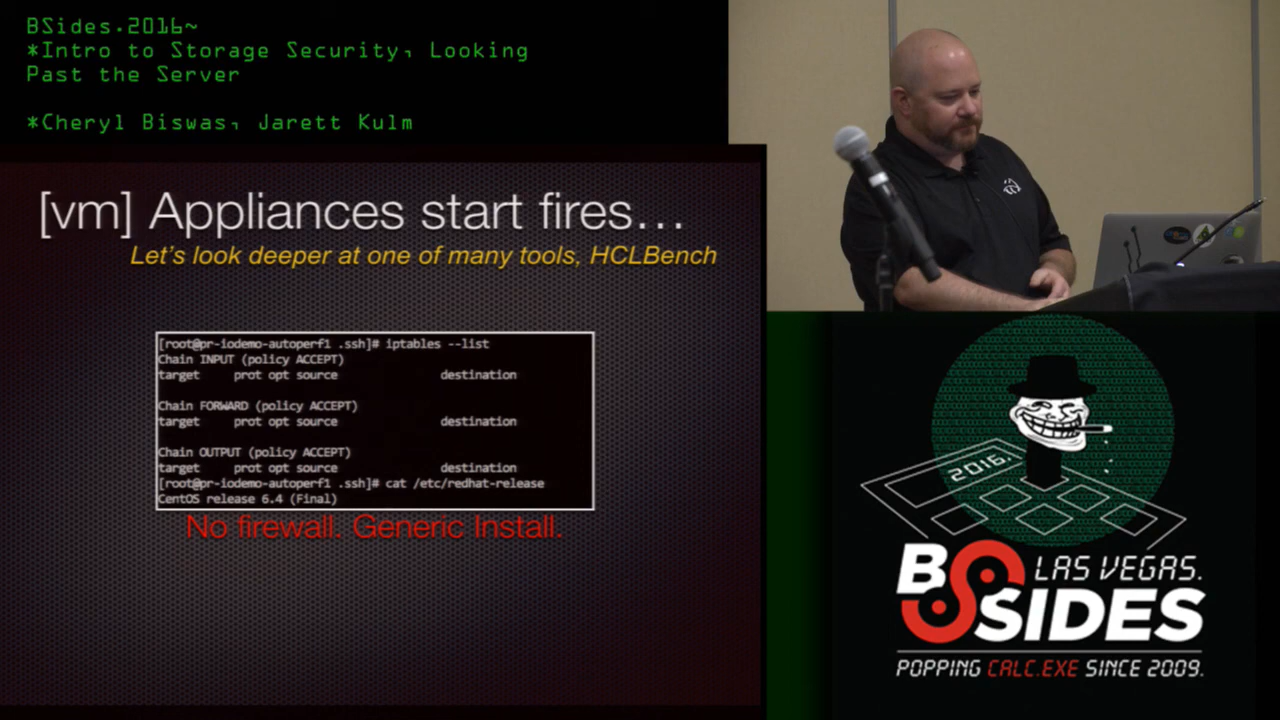 BSides.2016~
*Intro to Storage Security, Looking
Past the Server
*Cheryl Biswas, Jarett Kulm
[vm] Appliances start fires...
Let's look deeper at one of many tools, HCLBench
[root@pr-iodemo-autoperf1 .ssh]# iptables --list
Chain INPUT (policy ACCEPT)
target prot opt source destination
Chain FORWARD (policy ACCEPT)
target prot opt source destination
Chain OUTPUT (policy ACCEPT)
target prot opt source destination
[root@pr-iodemo-autoperf1 .ssh]# cat /etc/redhat-release
CentOS release 6.4 (Final)
No firewall. Generic Install.
2016.
BSIDES
LAS VEGAS.
POPPING CALC.EXE SINCE 2009.